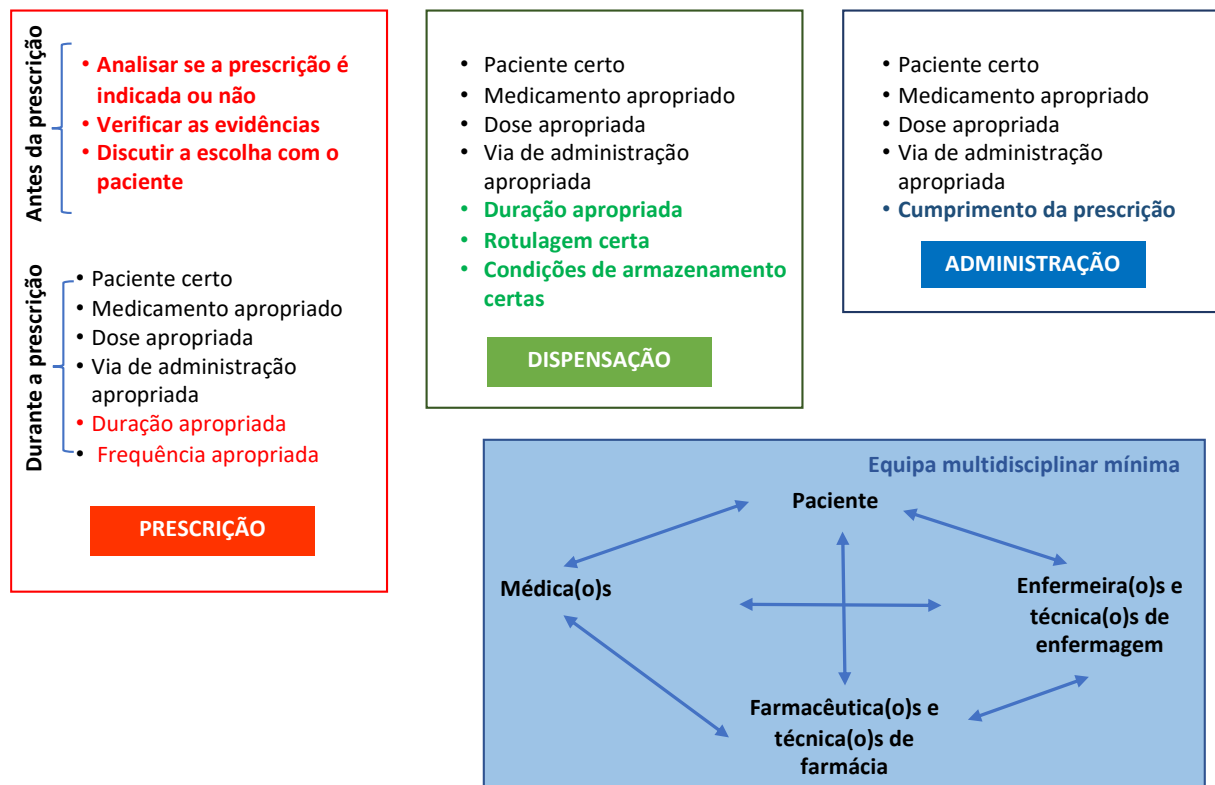 Antes da prescrição
• Analisar se a prescrição é
indicada ou não
• Verificar as evidências
• Discutir a escolha com o
paciente
Durante a prescrição
• Paciente certo
• Medicamento apropriado
• Dose apropriada
• Via de administração
apropriada
• Duração apropriada
• Frequência apropriada
PRESCRIÇÃO
• Paciente certo
• Medicamento apropriado
• Dose apropriada
• Via de administração
apropriada
• Duração apropriada
• Rotulagem certa
• Condições de armazenamento
certas
DISPENSAÇÃO
• Paciente certo
• Medicamento apropriado
• Dose apropriada
• Via de administração
apropriada
• Cumprimento da prescrição
ADMINISTRAÇÃO
Equipa multidisciplinar mínima
Paciente
Médica(o)s
Enfermeira(o)s e
técnica(o)s de
enfermagem
Farmacêutica(o)s e
técnica(o)s de
farmácia